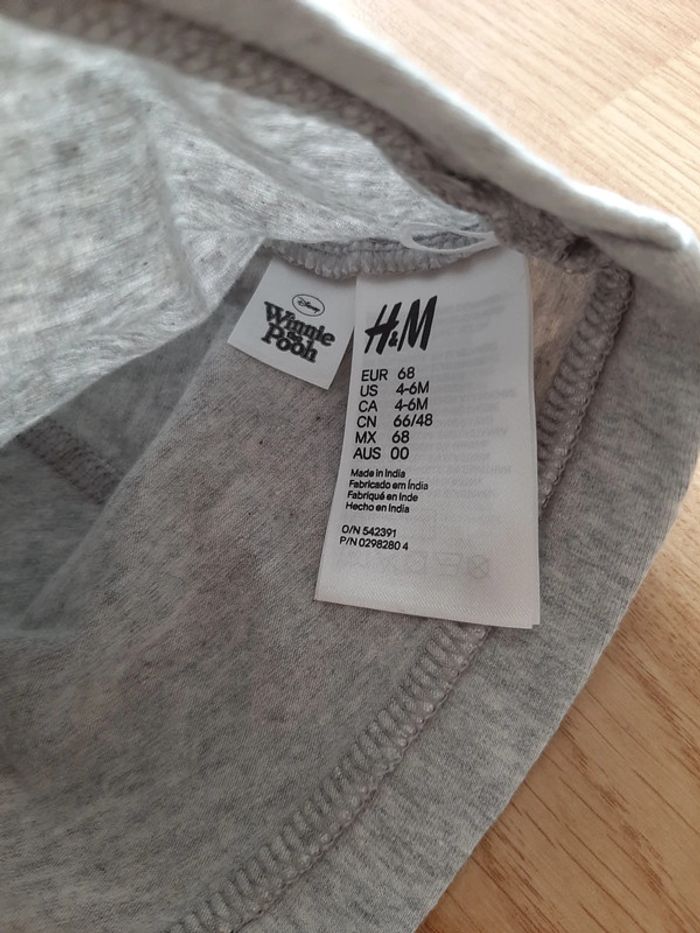 Disney
Winnie
the
Pooh
H&M
EUR 68
US 4-6M
CA 4-6M
CN 66/48
MX 68
AUS 00
Made in India
Fabricado em Índia
Fabriqué en Inde
Hecho en India
O/N 542391
P/N 0298280 4